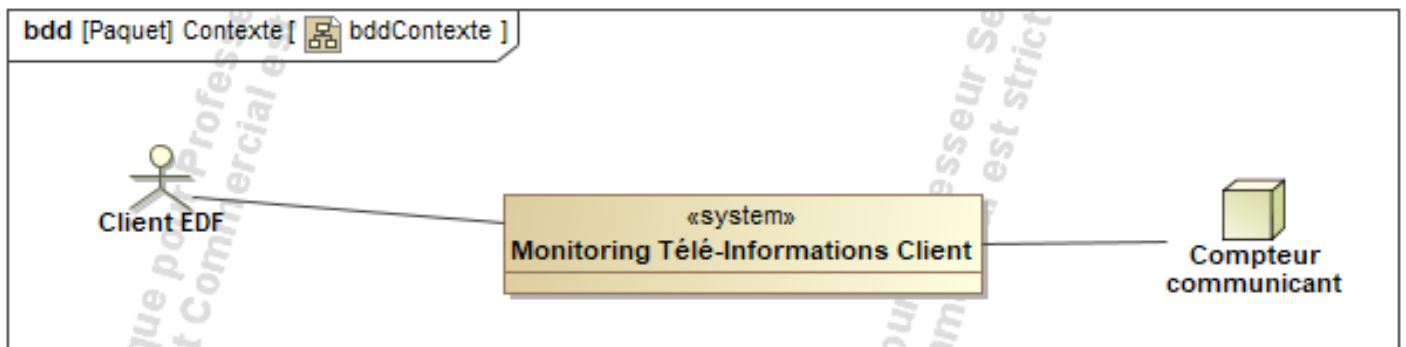 bdd [Paquet] Contexte [ bddContexte ]
Client EDF
«system»
Monitoring Télé-Informations Client
Compteur
communicant